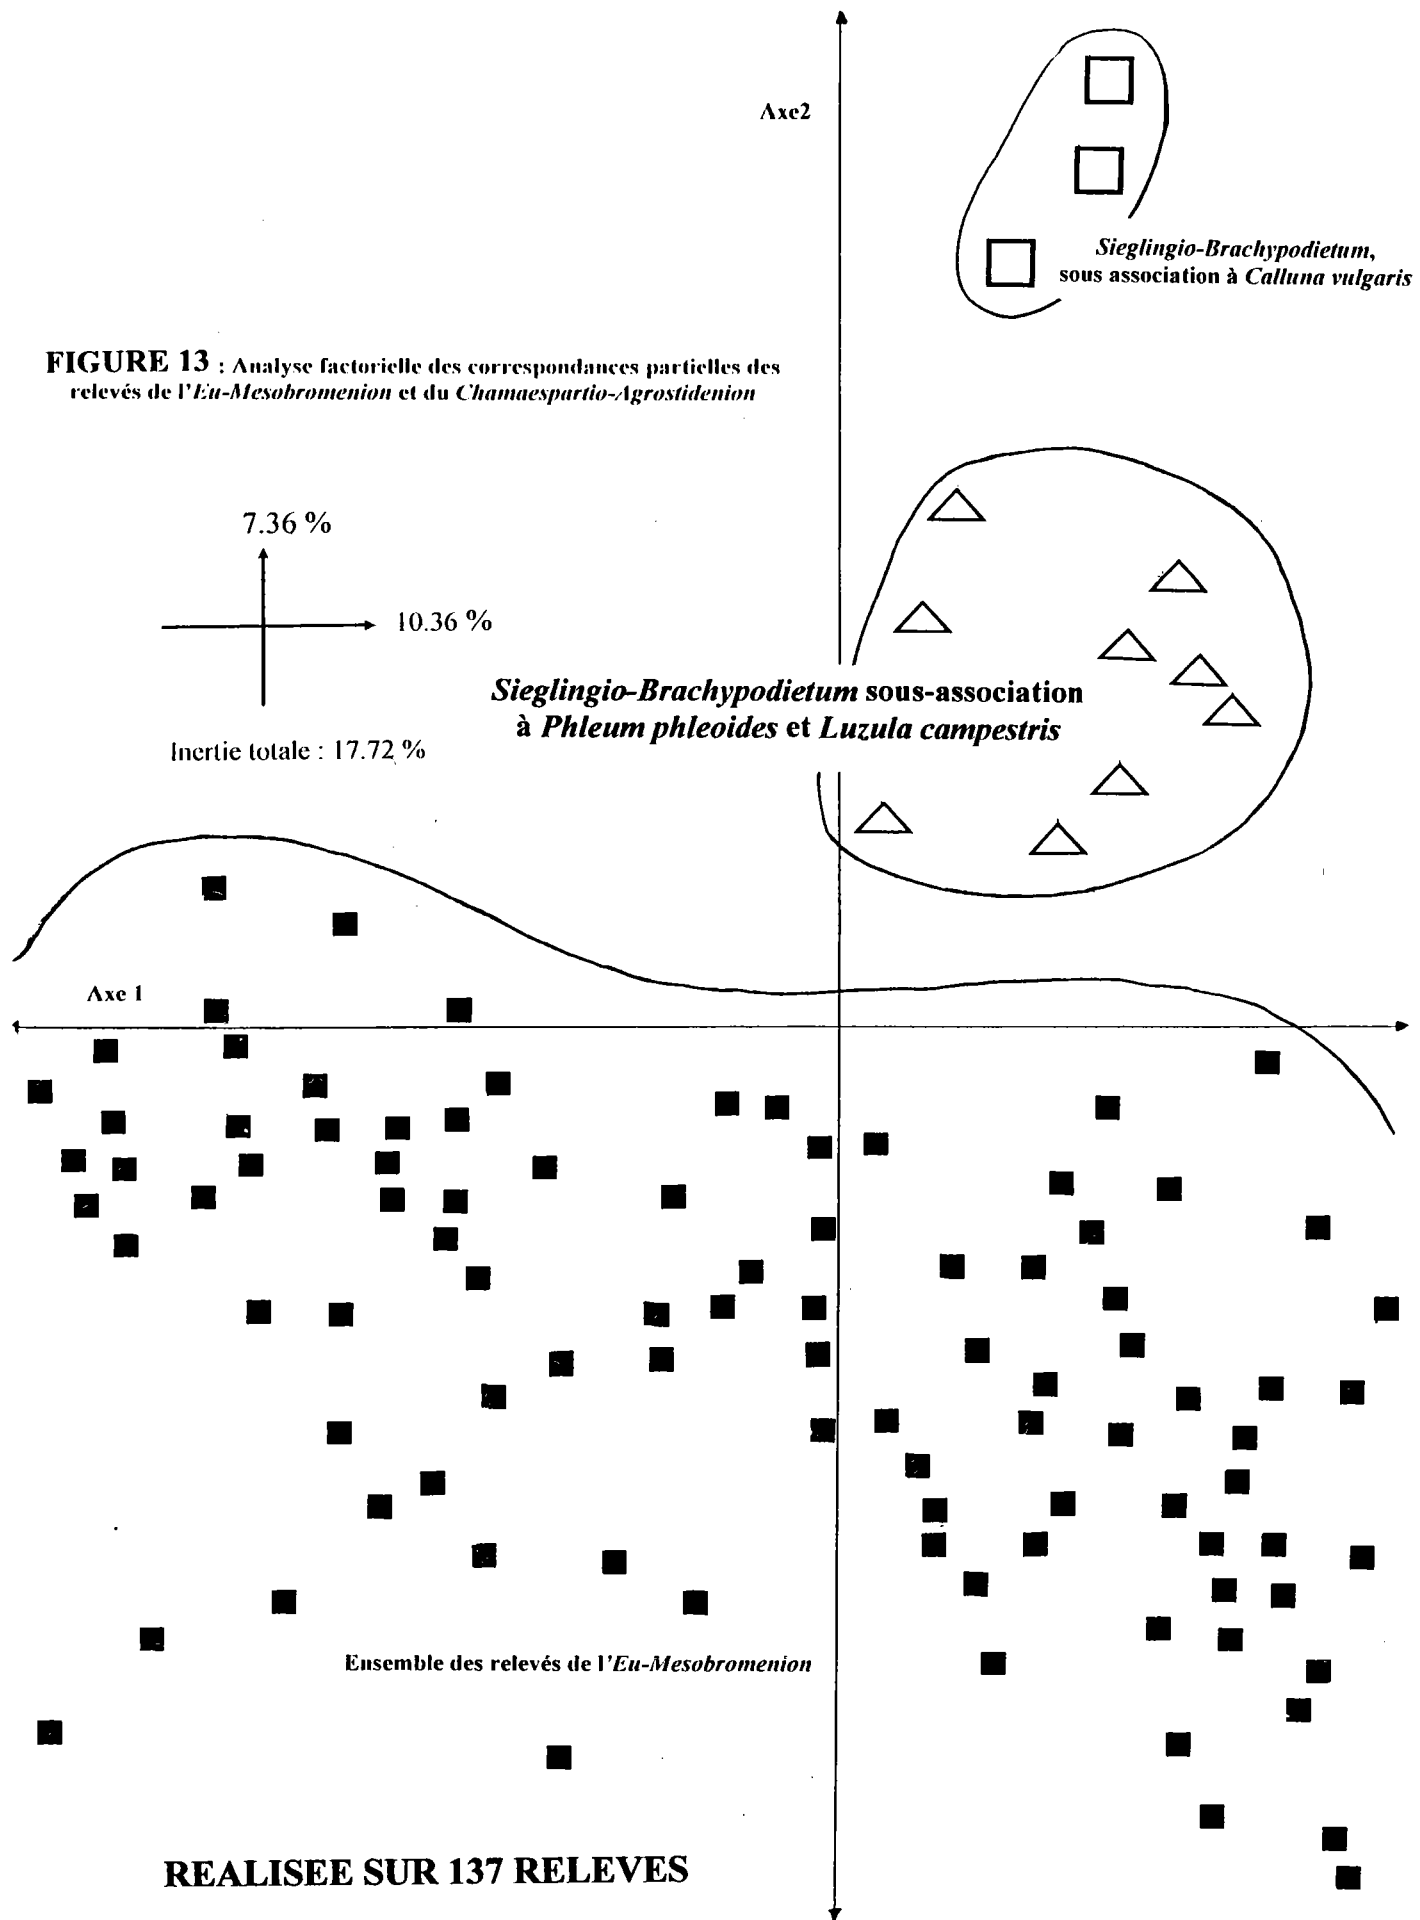 Axe2
Sieglingio-Brachypodietum,
sous association à Calluna vulgaris
FIGURE 13 : Analyse factorielle des correspondances partielles des
relevés de l'Eu-Mesobromenion et du Chamaespartio-Agrostidenion
7.36 %
10.36 %
Sieglingio-Brachypodietum sous-association
à Phleum phleoides et Luzula campestris
Inertie totale : 17.72 %
Axe 1
Ensemble des relevés de l'Eu-Mesobromenion
REALISEE SUR 137 RELEVES